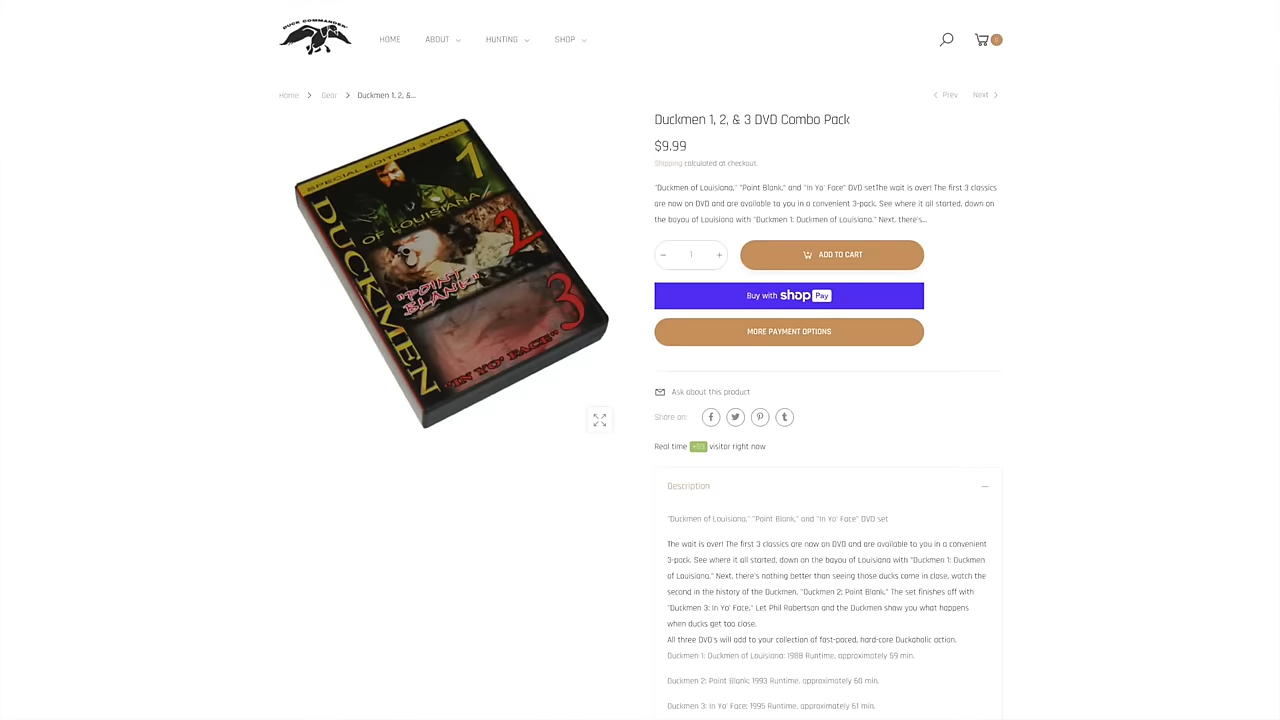 DUCK COMMANDER
HOME
ABOUT
HUNTING
SHOP
0
Home > Gear > Duckmen 1, 2, &...
< Prev
Next >
SPECIAL EDITION 3-PACK
DUCKMEN
1
OF LOUISIANA
2
"POINT
BLANK"
3
"IN YO' FACE"
Duckmen 1, 2, & 3 DVD Combo Pack
$9.99
Shipping calculated at checkout.
"Duckmen of Louisiana," "Point Blank," and "In Yo' Face" DVD setThe wait is over! The first 3 classics
are now on DVD and are available to you in a convenient 3-pack. See where it all started, down on
the bayou of Louisiana with "Duckmen 1: Duckmen of Louisiana." Next, there's...
− 1 +
ADD TO CART
Buy with shop Pay
MORE PAYMENT OPTIONS
Ask about this product
Share on:
Real time visitor right now
Description
"Duckmen of Louisiana," "Point Blank," and "In Yo' Face" DVD set
The wait is over! The first 3 classics are now on DVD and are available to you in a convenient
3-pack. See where it all started, down on the bayou of Louisiana with "Duckmen 1: Duckmen
of Louisiana." Next, there's nothing better than seeing those ducks come in close, watch the
second in the history of the Duckmen, "Duckmen 2: Point Blank." The set finishes off with
"Duckmen 3: In Yo' Face." Let Phil Robertson and the Duckmen show you what happens
when ducks get too close.
All three DVD's will add to your collection of fast-paced, hard-core Duckaholic action.
Duckmen 1: Duckmen of Louisiana: 1988 Runtime, approximately 59 min.
Duckmen 2: Point Blank: 1993 Runtime, approximately 60 min.
Duckmen 3: In Yo' Face: 1995 Runtime, approximately 61 min.